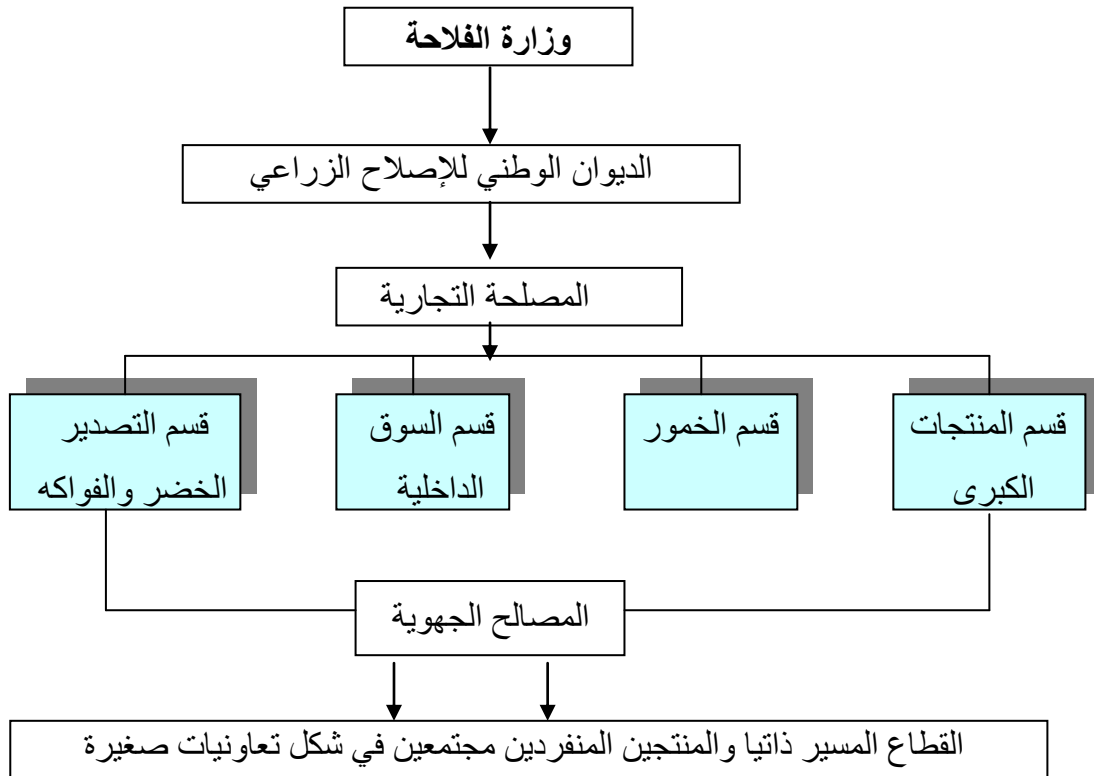 وزارة الفلاحة
الديوان الوطني للإصلاح الزراعي
المصلحة التجارية
قسم المنتجات
الكبرى
قسم الخمور
قسم السوق
الداخلية
قسم التصدير
الخضر والفواكه
المصالح الجهوية
القطاع المسير ذاتيا والمنتجين المنفردين مجتمعين في شكل تعاونيات صغيرة